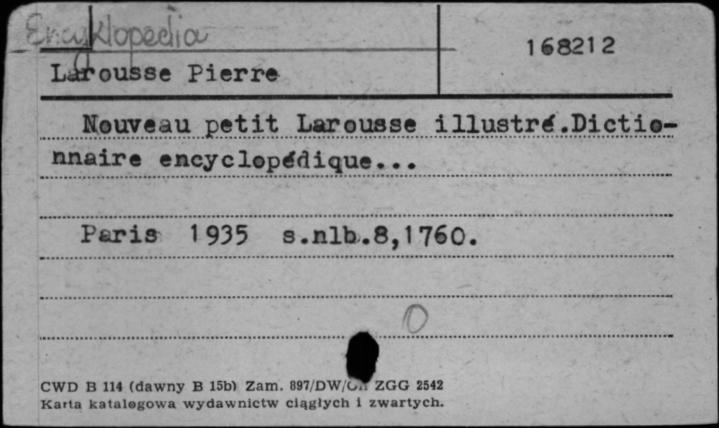 Encyklopedia
168212
Larousse Pierre
Nouveau petit Larousse illustré.Dictio-
nnaire encyclopédique...
Paris 1935 s.nlb.8,1760.
O
CWD B 114 (dawny B 15b) Zam. 897/DW/ ZGG 2542
Karta katalogowa wydawnictw ciągłych i zwartych.